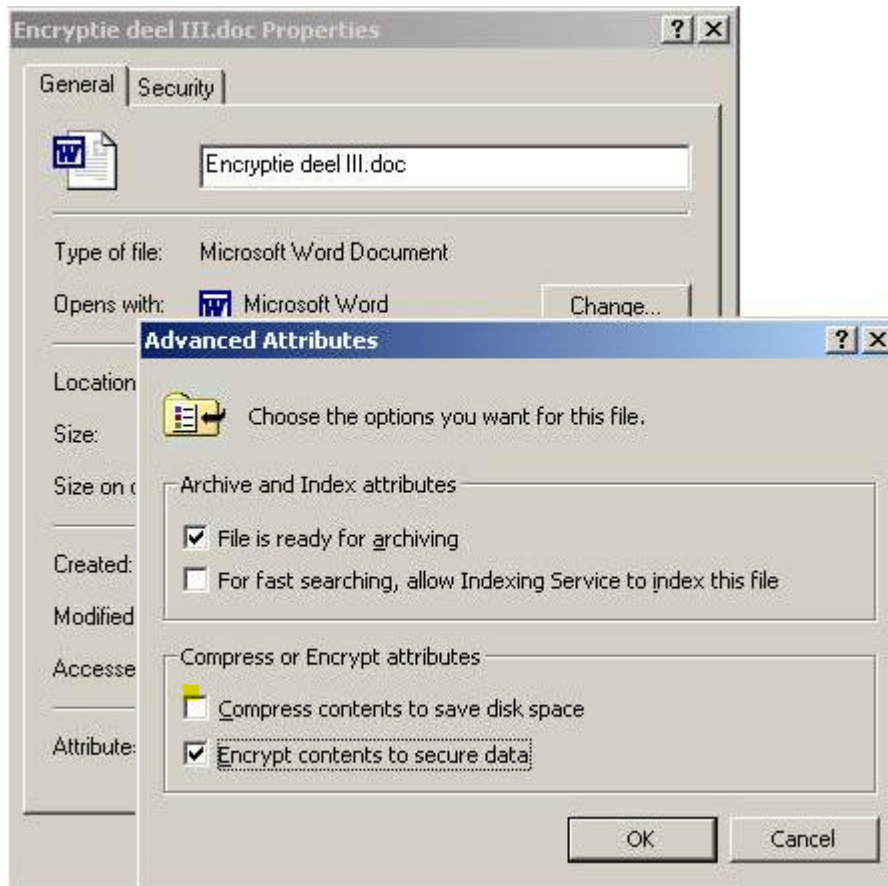 Encryptie deel III.doc Properties
General
Security
Encryptie deel III.doc
Type of file: Microsoft Word Document
Opens with: Microsoft Word
Change...
Advanced Attributes
Location
Choose the options you want for this file.
Size:
Size on
Archive and Index attributes
File is ready for archiving
For fast searching, allow Indexing Service to index this file
Created:
Modified
Accesse
Compress or Encrypt attributes
Compress contents to save disk space
Encrypt contents to secure data
Attribute
OK
Cancel